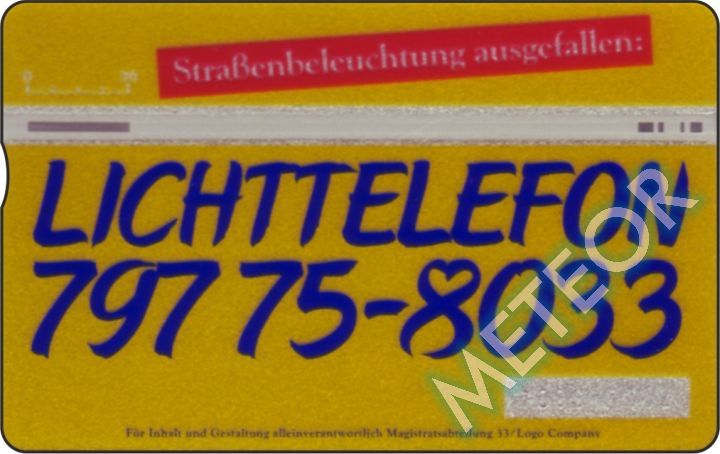 Straßenbeleuchtung ausgefallen:
LICHTTELEFON
797 75-8033
METEOR
Für Inhalt und Gestaltung alleinverantwortlich Magistratsabteilung 33/Logo Company